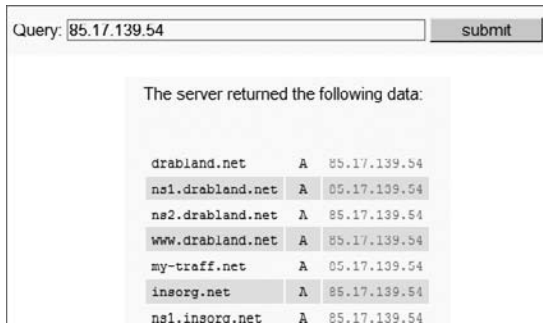 Query: 85.17.139.54 submit
The server returned the following data:
drabland.net A 85.17.139.54
ns1.drabland.net A 85.17.139.54
ns2.drabland.net A 85.17.139.54
www.drabland.net A 85.17.139.54
my-traff.net A 85.17.139.54
insorg.net A 85.17.139.54
ns1.insorg.net A 85.17.139.54